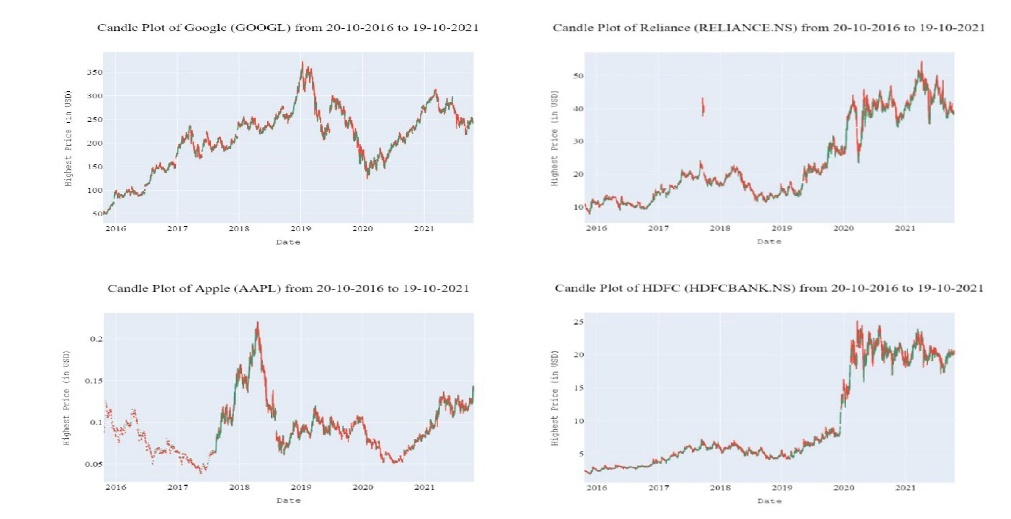 Candle Plot of Google (GOOGL) from 20-10-2016 to 19-10-2021
350
300
250
200
150
100
50
Highest Price (in USD)
2016 2017 2018 2019 2020 2021
Date
Candle Plot of Reliance (RELIANCE.NS) from 20-10-2016 to 19-10-2021
50
40
30
20
10
Highest Price (in USD)
2016 2017 2018 2019 2020 2021
Date
Candle Plot of Apple (AAPL) from 20-10-2016 to 19-10-2021
0.2
0.15
0.1
0.05
Highest Price (in USD)
2016 2017 2018 2019 2020 2021
Date
Candle Plot of HDFC (HDFCBANK.NS) from 20-10-2016 to 19-10-2021
25
20
15
10
5
Highest Price (in USD)
2016 2017 2018 2019 2020 2021
Date